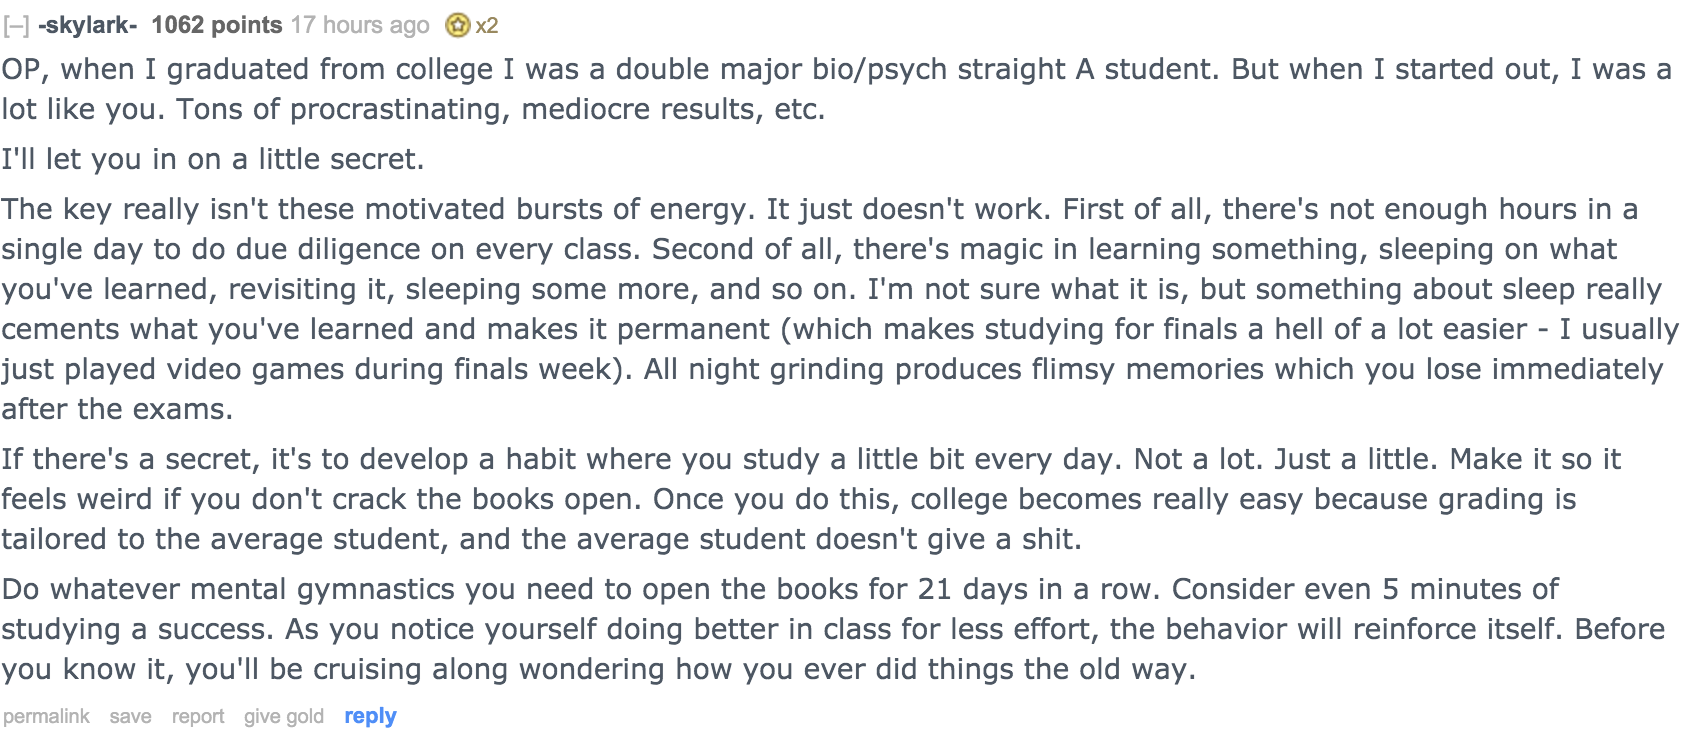 [–] -skylark- 1062 points 17 hours ago x2
OP, when I graduated from college I was a double major bio/psych straight A student. But when I started out, I was a
lot like you. Tons of procrastinating, mediocre results, etc.
I'll let you in on a little secret.
The key really isn't these motivated bursts of energy. It just doesn't work. First of all, there's not enough hours in a
single day to do due diligence on every class. Second of all, there's magic in learning something, sleeping on what
you've learned, revisiting it, sleeping some more, and so on. I'm not sure what it is, but something about sleep really
cements what you've learned and makes it permanent (which makes studying for finals a hell of a lot easier - I usually
just played video games during finals week). All night grinding produces flimsy memories which you lose immediately
after the exams.
If there's a secret, it's to develop a habit where you study a little bit every day. Not a lot. Just a little. Make it so it
feels weird if you don't crack the books open. Once you do this, college becomes really easy because grading is
tailored to the average student, and the average student doesn't give a shit.
Do whatever mental gymnastics you need to open the books for 21 days in a row. Consider even 5 minutes of
studying a success. As you notice yourself doing better in class for less effort, the behavior will reinforce itself. Before
you know it, you'll be cruising along wondering how you ever did things the old way.
permalink save report give gold reply